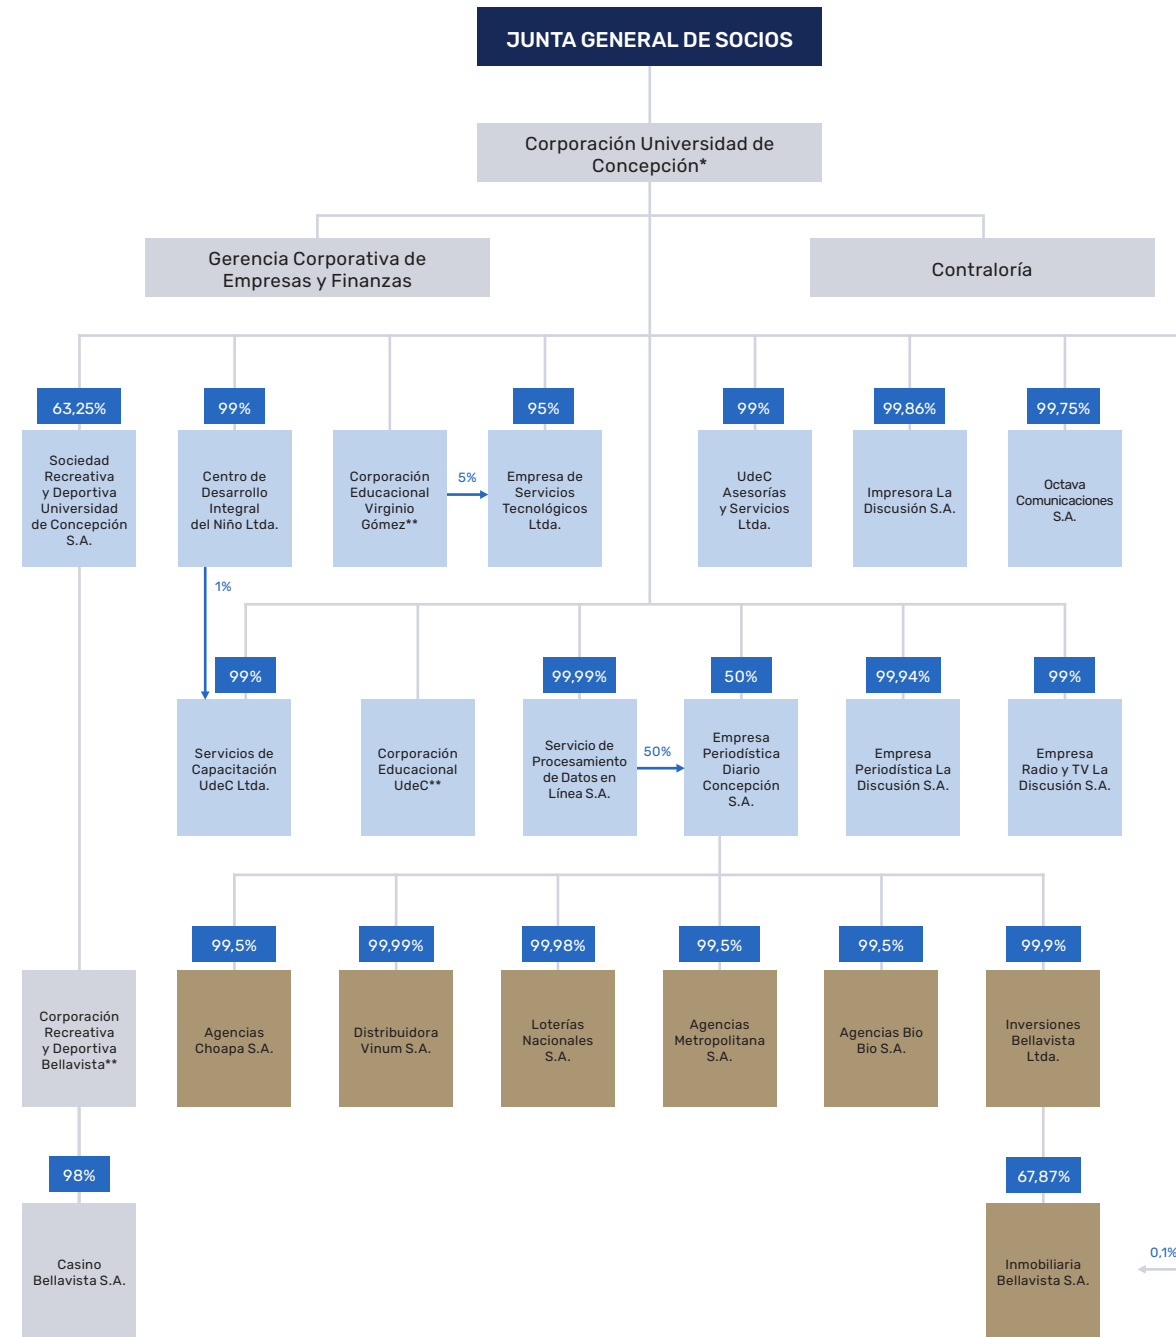 JUNTA GENERAL DE SOCIOS
Corporación Universidad de
Concepción*
Gerencia Corporativa de
Empresas y Finanzas
Contraloría
63,25%
99%
95%
99%
99,86%
99,75%
Sociedad
Recreativa
y Deportiva
Universidad
de Concepción
S.A.
Centro de
Desarrollo
Integral
del Niño Ltda.
Corporación
Educacional
Virginio
Gómez**
5%
Empresa de
Servicios
Tecnológicos
Ltda.
UdeC
Asesorías
y Servicios
Ltda.
Impresora La
Discusión S.A.
Octava
Comunicaciones
S.A.
1%
99%
99,99%
50%
99,94%
99%
Servicios de
Capacitación
UdeC Ltda.
Corporación
Educacional
UdeC**
Servicio de
Procesamiento
de Datos en
Línea S.A.
50%
Empresa
Periodística
Diario
Concepción
S.A.
Empresa
Periodística La
Discusión S.A.
Empresa
Radio y TV La
Discusión S.A.
99,5%
99,99%
99,98%
99,5%
99,5%
99,9%
Corporación
Recreativa
y Deportiva
Bellavista**
Agencias
Choapa S.A.
Distribuidora
Vinum S.A.
Loterías
Nacionales
S.A.
Agencias
Metropolitana
S.A.
Agencias Bio
Bio S.A.
Inversiones
Bellavista
Ltda.
98%
67,87%
Casino
Bellavista S.A.
Inmobiliaria
Bellavista S.A.
0,1%